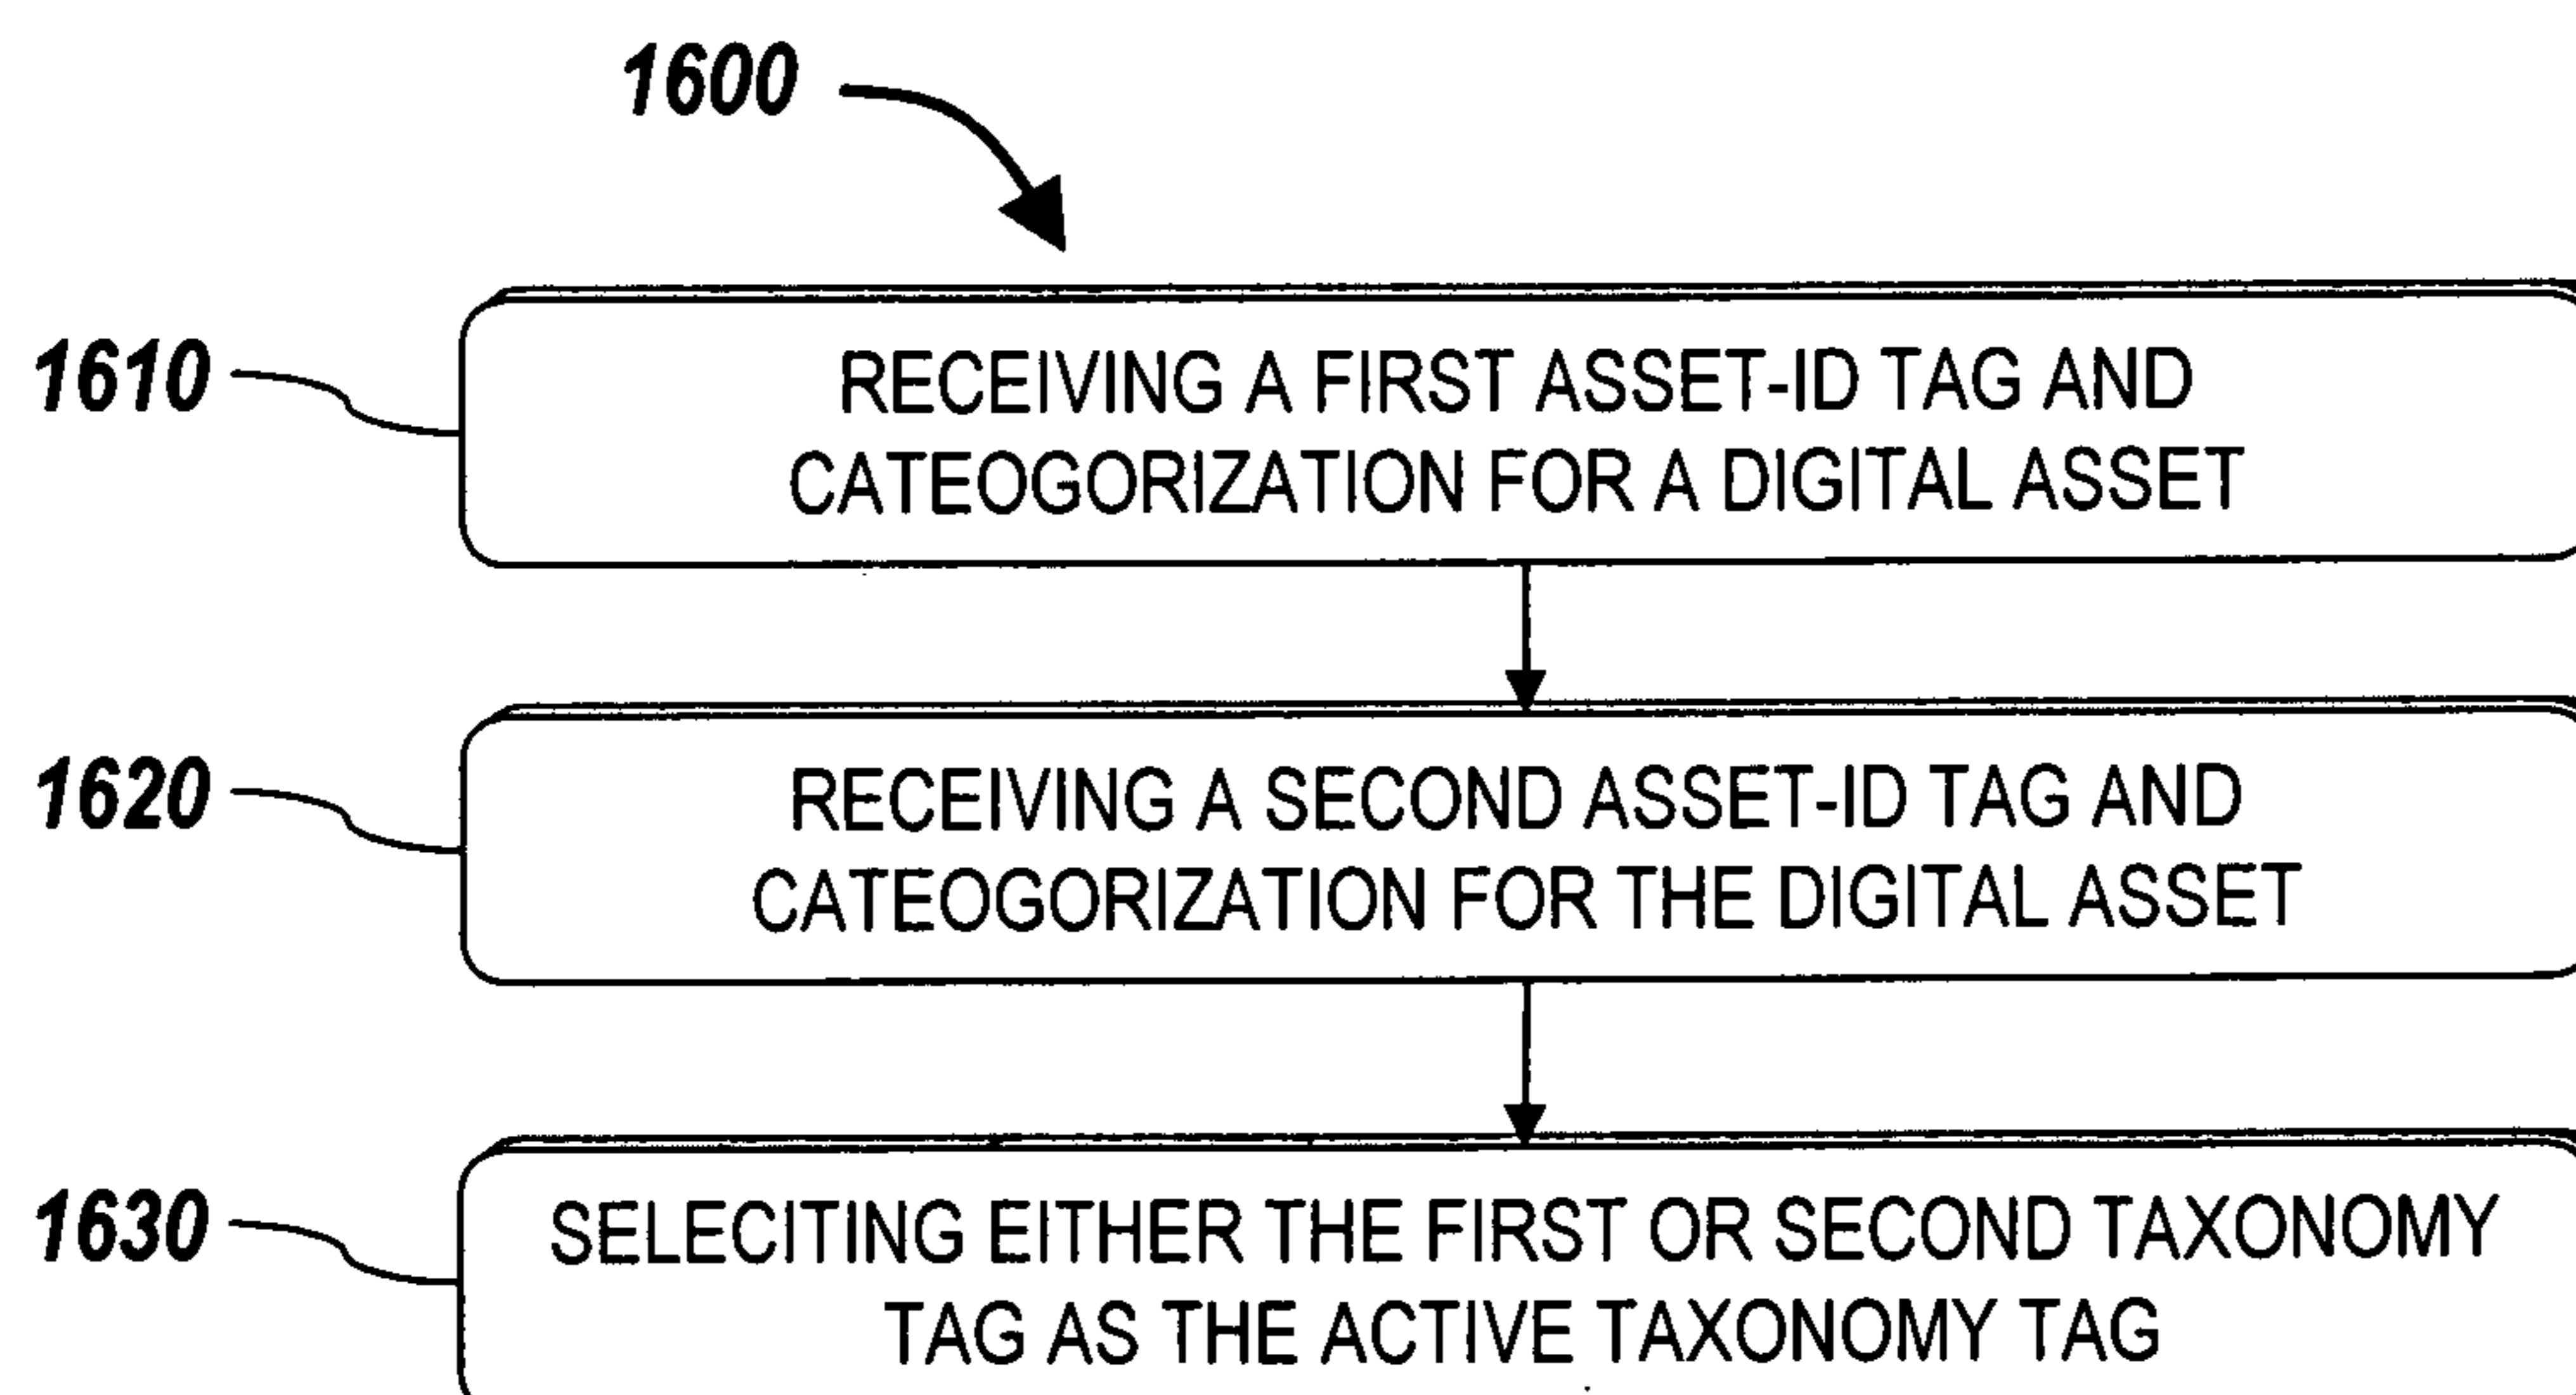 1600
1610
RECEIVING A FIRST ASSET-ID TAG AND
CATEOGORIZATION FOR A DIGITAL ASSET
1620
RECEIVING A SECOND ASSET-ID TAG AND
CATEOGORIZATION FOR THE DIGITAL ASSET
1630
SELECITING EITHER THE FIRST OR SECOND TAXONOMY
TAG AS THE ACTIVE TAXONOMY TAG